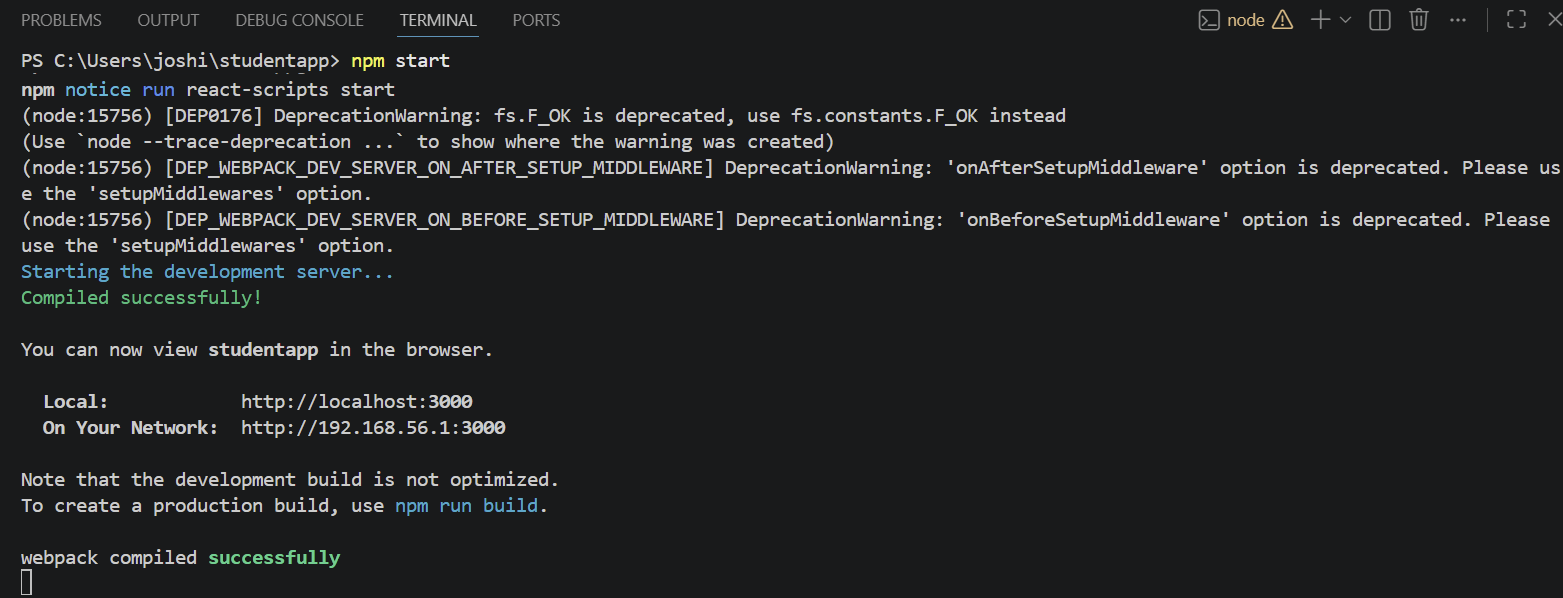 PROBLEMS OUTPUT DEBUG CONSOLE TERMINAL PORTS node
PS C:\Users\joshi\studentapp> npm start
npm notice run react-scripts start
(node:15756) [DEP0176] DeprecationWarning: fs.F_OK is deprecated, use fs.constants.F_OK instead
(Use `node --trace-deprecation ...` to show where the warning was created)
(node:15756) [DEP_WEBPACK_DEV_SERVER_ON_AFTER_SETUP_MIDDLEWARE] DeprecationWarning: 'onAfterSetupMiddleware' option is deprecated. Please us
e the 'setupMiddlewares' option.
(node:15756) [DEP_WEBPACK_DEV_SERVER_ON_BEFORE_SETUP_MIDDLEWARE] DeprecationWarning: 'onBeforeSetupMiddleware' option is deprecated. Please
use the 'setupMiddlewares' option.
Starting the development server...
Compiled successfully!
You can now view studentapp in the browser.
Local: http://localhost:3000
On Your Network: http://192.168.56.1:3000
Note that the development build is not optimized.
To create a production build, use npm run build.
webpack compiled successfully